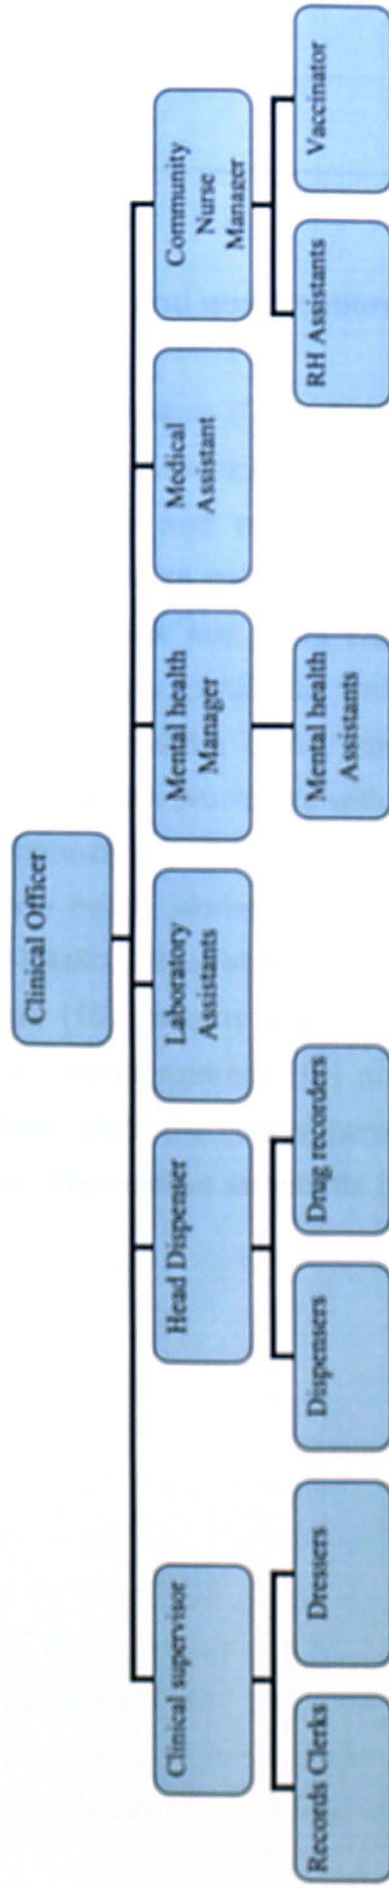 Clinical Officer
Clinical supervisor
Head Dispenser
Laboratory
Assistants
Mental health
Manager
Medical
Assistant
Community
Nurse
Manager
Records Clerks
Dressers
Dispensers
Drug recorders
Mental health
Assistants
RH Assistants
Vaccinator